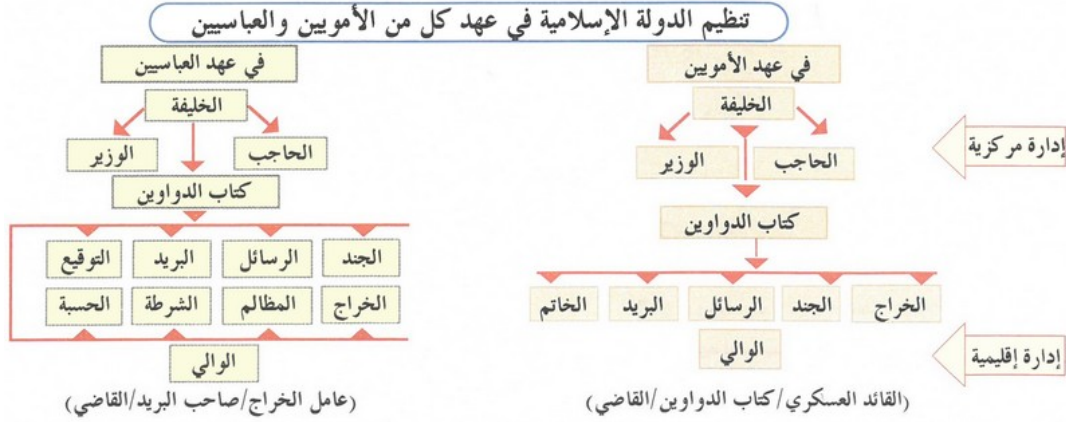 تنظيم الدولة الإسلامية في عهد كل من الأمويين والعباسيين
في عهد الأمويين
الخليفة
الحاجب
الوزير
كتاب الدواوين
الخراج
الجند
الرسائل
البريد
الخاتم
الوالي
(القائد العسكري/كتاب الدواوين/القاضي)
إدارة مركزية
إدارة إقليمية
في عهد العباسيين
الخليفة
الحاجب
الوزير
كتاب الدواوين
الجند
الرسائل
البريد
التوقيع
الخراج
المظالم
الشرطة
الحسبة
الوالي
(عامل الخراج/صاحب البريد/القاضي)